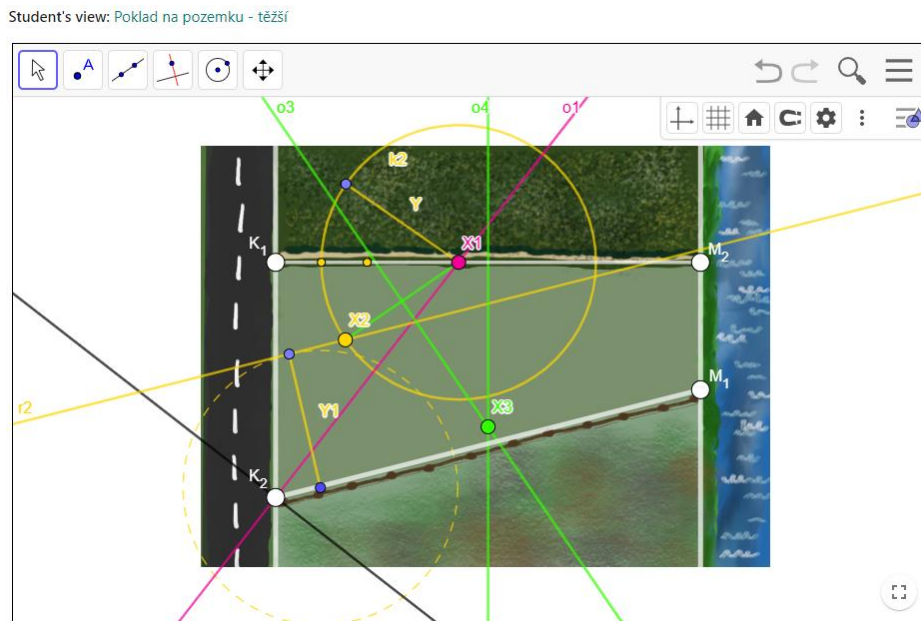 Student's view: Poklad na pozemku - těžší
A
o3
o4
o1
k2
Y
K1
X1
M2
X2
r2
Y1
M1
X3
K2